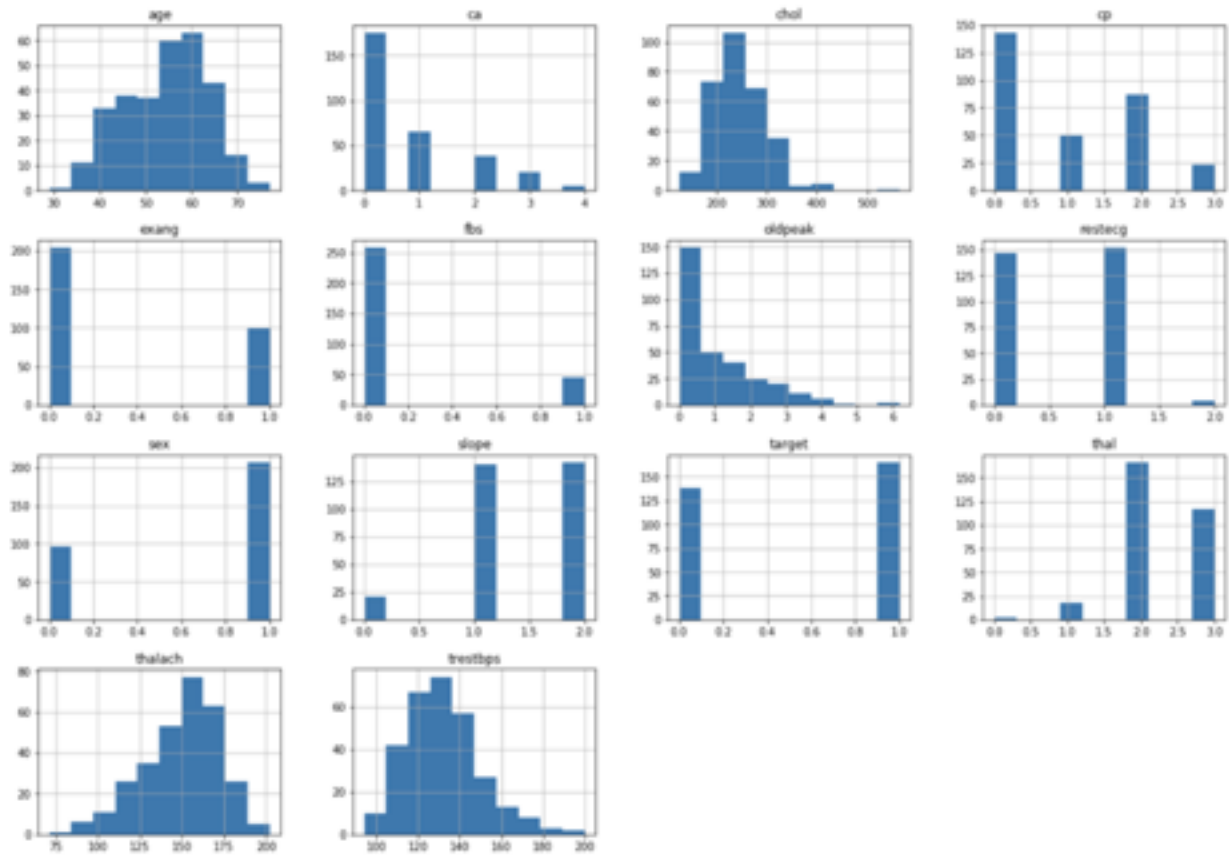 age ca chol cp
60 50 40 30 20 10 0
30 40 50 60 70
150 100 50 0
0 1 2 3 4
100 80 60 40 20 0
200 300 400 500
150 125 100 75 50 25 0
0.0 0.5 1.0 1.5 2.0 2.5 3.0
exang fbs oldpeak restecg
200 150 100 50 0
0.0 0.2 0.4 0.6 0.8 1.0
250 200 150 100 50 0
0.0 0.2 0.4 0.6 0.8 1.0
150 125 100 75 50 25 0
0 1 2 3 4 5 6
150 125 100 75 50 25 0
0.0 0.5 1.0 1.5 2.0
sex slope target thal
200 150 100 50 0
0.0 0.2 0.4 0.6 0.8 1.0
125 100 75 50 25 0
0.0 0.5 1.0 1.5 2.0
150 125 100 75 50 25 0
0.0 0.2 0.4 0.6 0.8 1.0
150 125 100 75 50 25 0
0.0 0.5 1.0 1.5 2.0 2.5 3.0
thalach trestbps
80 60 40 20 0
75 100 125 150 175 200
60 40 20 0
100 120 140 160 180 200